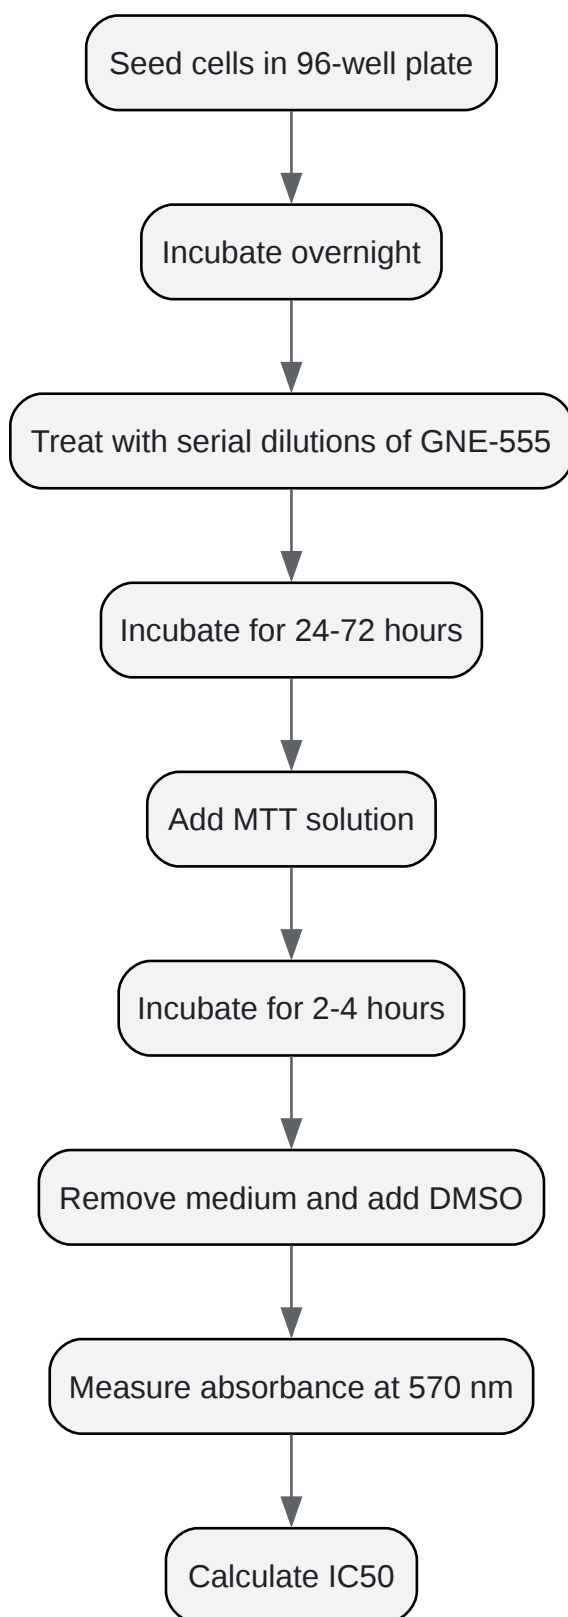 Seed cells in 96-well plate
Incubate overnight
Treat with serial dilutions of GNE-555
Incubate for 24-72 hours
Add MTT solution
Incubate for 2-4 hours
Remove medium and add DMSO
Measure absorbance at 570 nm
Calculate IC50